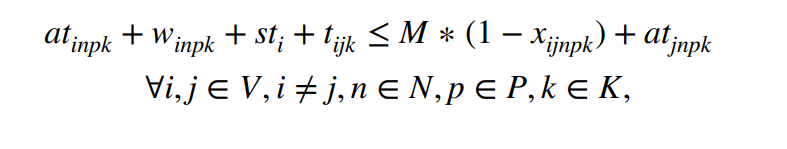 at_{inpk} + w_{inpk} + st_i + t_{ijk} ≤ M * (1 − x_{ijnpk}) + at_{jnpk}
∀i, j ∈ V, i ≠ j, n ∈ N, p ∈ P, k ∈ K,